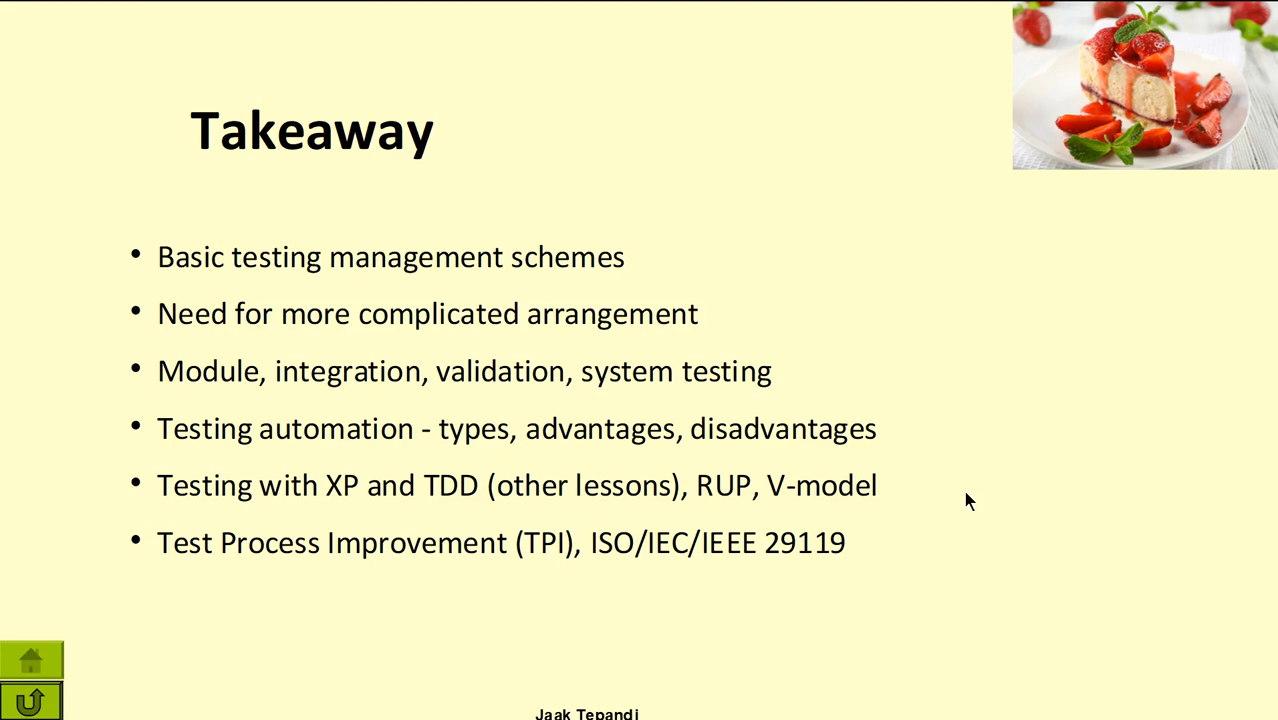 Takeaway
• Basic testing management schemes
• Need for more complicated arrangement
• Module, integration, validation, system testing
• Testing automation - types, advantages, disadvantages
• Testing with XP and TDD (other lessons), RUP, V-model
• Test Process Improvement (TPI), ISO/IEC/IEEE 29119
Jaak Tepandi